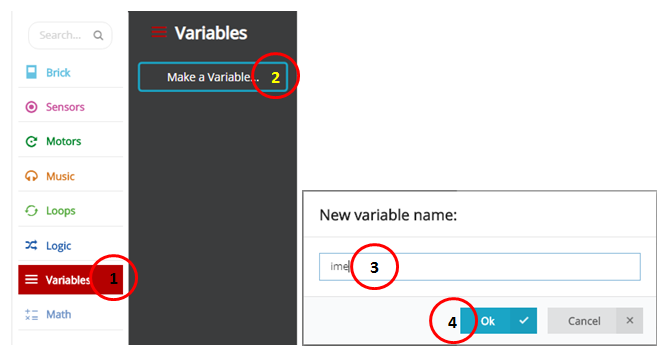 Search...
Brick
Sensors
Motors
Music
Loops
Logic
Variables 1
Math
Variables
Make a Variable... 2
New variable name:
ime 3
4 Ok
Cancel